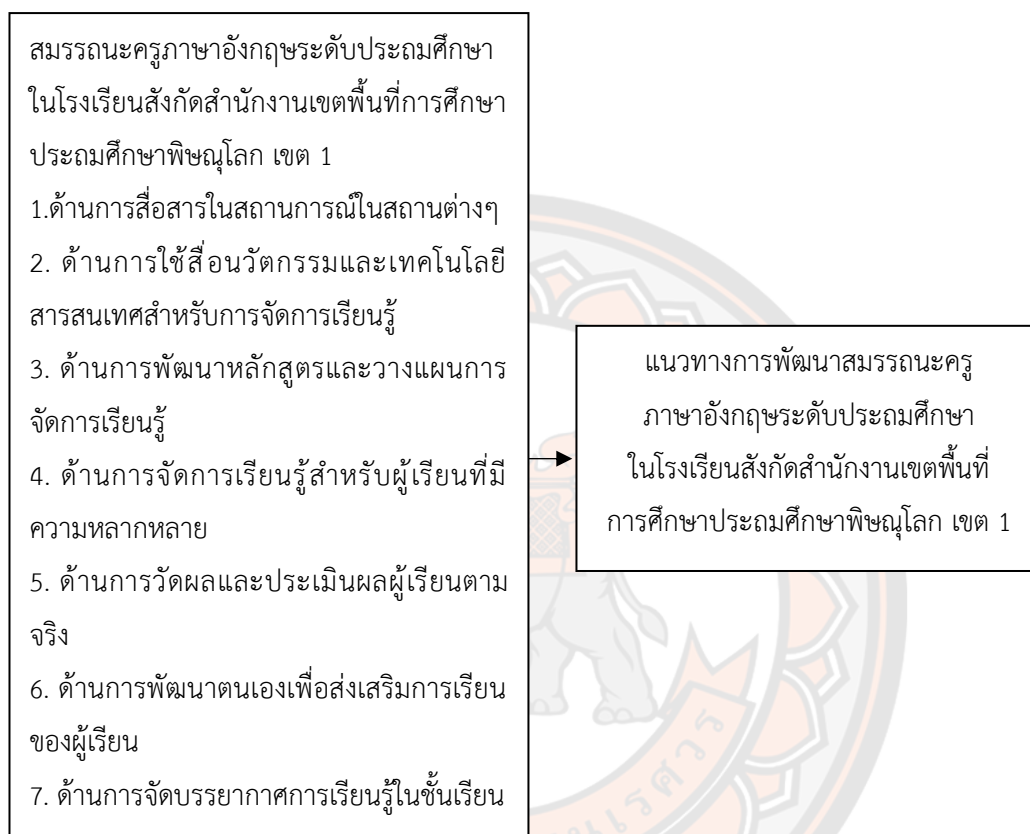 สมรรถนะครูภาษาอังกฤษระดับประถมศึกษา
ในโรงเรียนสังกัดสำนักงานเขตพื้นที่การศึกษา
ประถมศึกษาพิษณุโลก เขต 1
1.ด้านการสื่อสารในสถานการณ์ในสถานต่างๆ
2. ด้านการใช้สื่อนวัตกรรมและเทคโนโลยี
สารสนเทศสำหรับการจัดการเรียนรู้
3. ด้านการพัฒนาหลักสูตรและวางแผนการ
จัดการเรียนรู้
4. ด้านการจัดการเรียนรู้สำหรับผู้เรียนที่มี
ความหลากหลาย
5. ด้านการวัดผลและประเมินผลผู้เรียนตาม
จริง
6. ด้านการพัฒนาตนเองเพื่อส่งเสริมการเรียน
ของผู้เรียน
7. ด้านการจัดบรรยากาศการเรียนรู้ในชั้นเรียน
แนวทางการพัฒนาสมรรถนะครู
ภาษาอังกฤษระดับประถมศึกษา
ในโรงเรียนสังกัดสำนักงานเขตพื้นที่
การศึกษาประถมศึกษาพิษณุโลก เขต 1